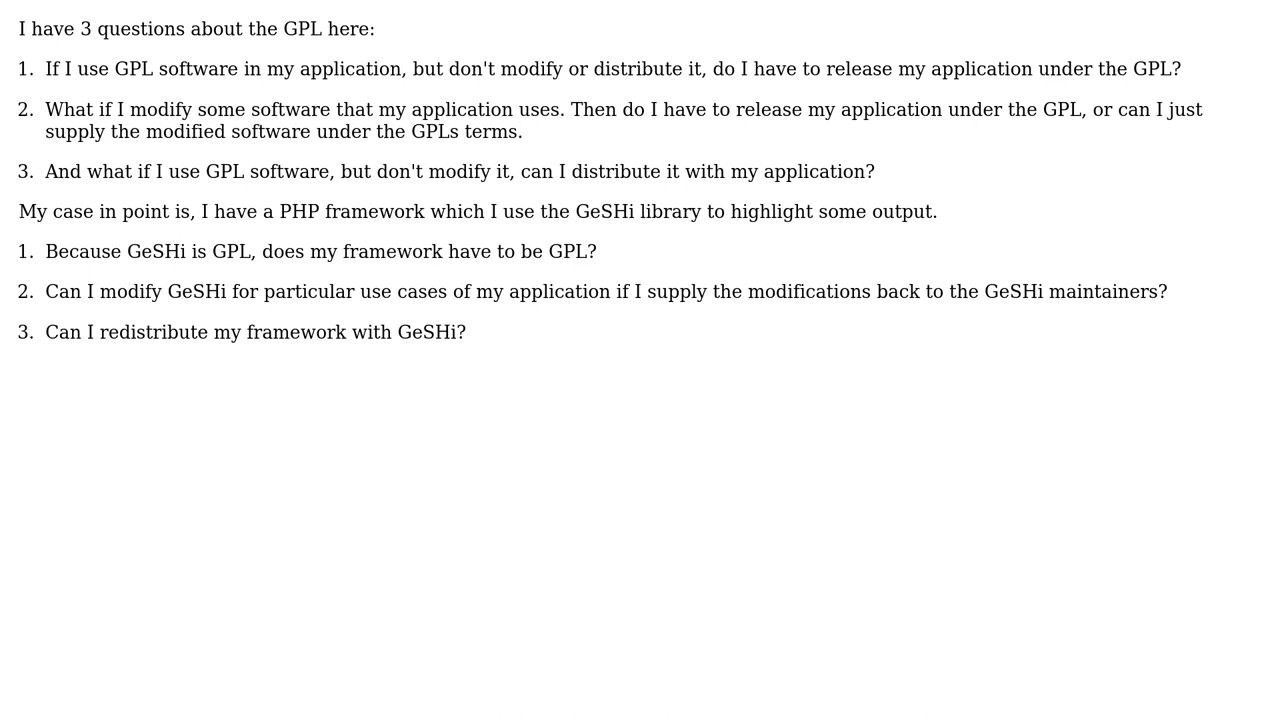 I have 3 questions about the GPL here:
1. If I use GPL software in my application, but don't modify or distribute it, do I have to release my application under the GPL?
2. What if I modify some software that my application uses. Then do I have to release my application under the GPL, or can I just
supply the modified software under the GPLs terms.
3. And what if I use GPL software, but don't modify it, can I distribute it with my application?
My case in point is, I have a PHP framework which I use the GeSHi library to highlight some output.
1. Because GeSHi is GPL, does my framework have to be GPL?
2. Can I modify GeSHi for particular use cases of my application if I supply the modifications back to the GeSHi maintainers?
3. Can I redistribute my framework with GeSHi?